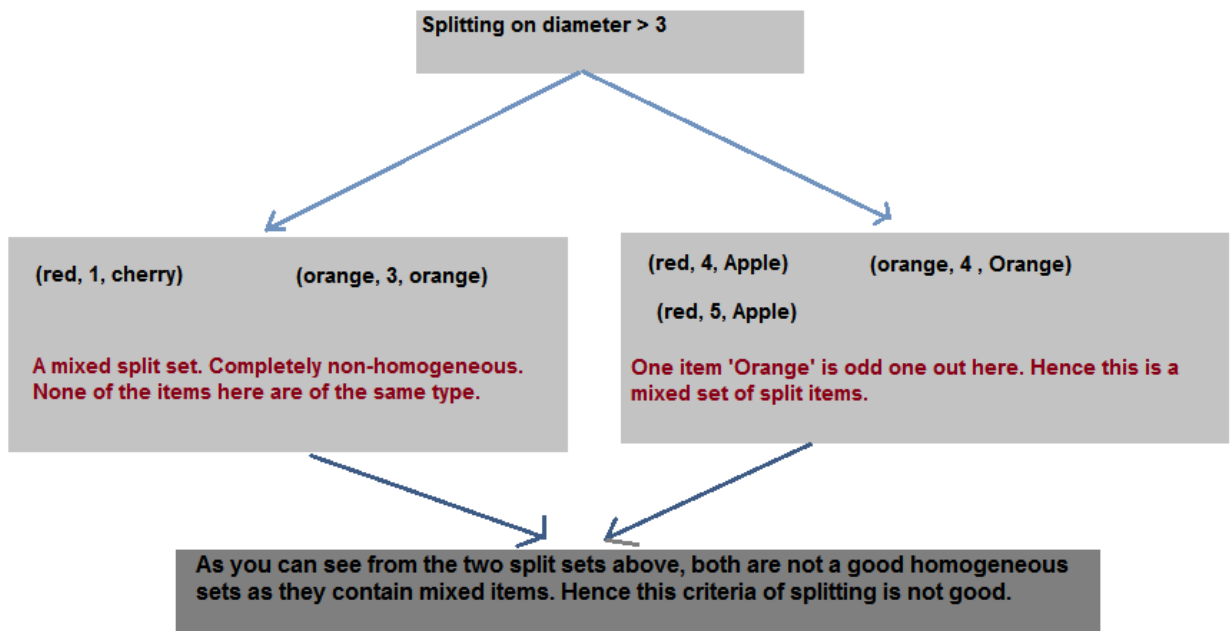 Splitting on diameter > 3
(red, 1, cherry)
(orange, 3, orange)
A mixed split set. Completely non-homogeneous.
None of the items here are of the same type.
(red, 4, Apple)
(orange, 4 , Orange)
(red, 5, Apple)
One item 'Orange' is odd one out here. Hence this is a
mixed set of split items.
As you can see from the two split sets above, both are not a good homogeneous
sets as they contain mixed items. Hence this criteria of splitting is not good.